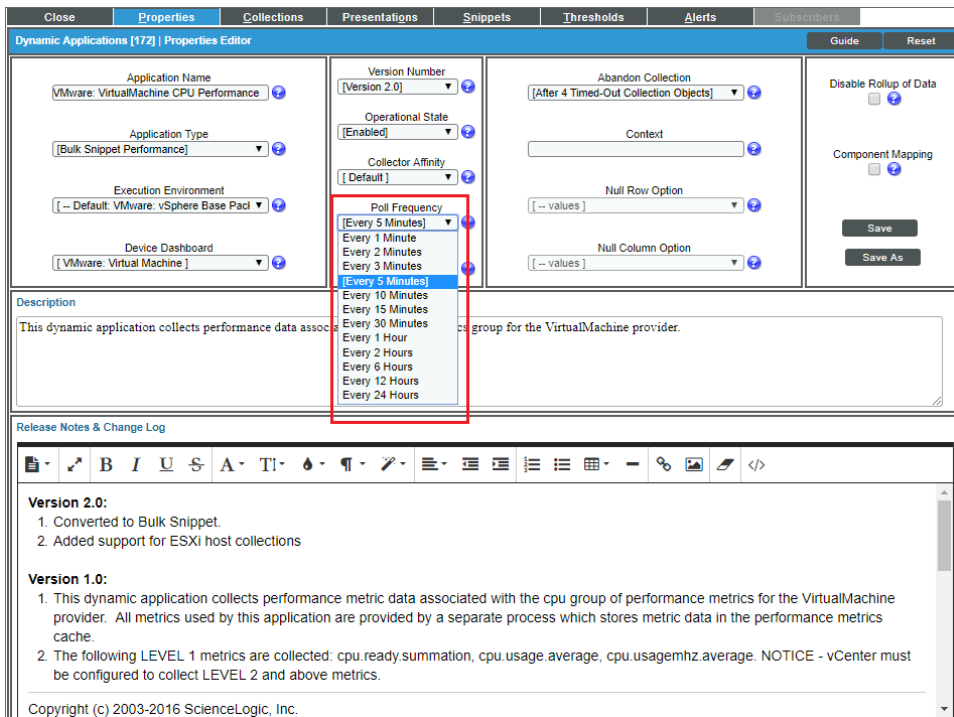 Close Properties Collections Presentations Snippets Thresholds Alerts Subscribers
Dynamic Applications [172] | Properties Editor Guide Reset
Application Name
VMware: VirtualMachine CPU Performance
Application Type
[Bulk Snippet Performance]
Execution Environment
[ -- Default: VMware: vSphere Base Pack
Device Dashboard
[ VMware: Virtual Machine ]
Version Number
[Version 2.0]
Operational State
[Enabled]
Collector Affinity
[ Default ]
Poll Frequency
[Every 5 Minutes]
Every 1 Minute
Every 2 Minutes
Every 3 Minutes
[Every 5 Minutes]
Every 10 Minutes
Every 15 Minutes
Every 30 Minutes
Every 1 Hour
Every 2 Hours
Every 6 Hours
Every 12 Hours
Every 24 Hours
Abandon Collection
[After 4 Timed-Out Collection Objects]
Context
Null Row Option
[ -- values ]
Null Column Option
[ -- values ]
Disable Rollup of Data
Component Mapping
Save
Save As
Description
This dynamic application collects performance data assoc s group for the VirtualMachine provider.
Release Notes & Change Log
B I U S A T </>
Version 2.0:
1. Converted to Bulk Snippet.
2. Added support for ESXi host collections
Version 1.0:
1. This dynamic application collects performance metric data associated with the cpu group of performance metrics for the VirtualMachine
provider. All metrics used by this application are provided by a separate process which stores metric data in the performance metrics
cache.
2. The following LEVEL 1 metrics are collected: cpu.ready.summation, cpu.usage.average, cpu.usagemhz.average. NOTICE - vCenter must
be configured to collect LEVEL 2 and above metrics.
Copyright (c) 2003-2016 ScienceLogic, Inc.